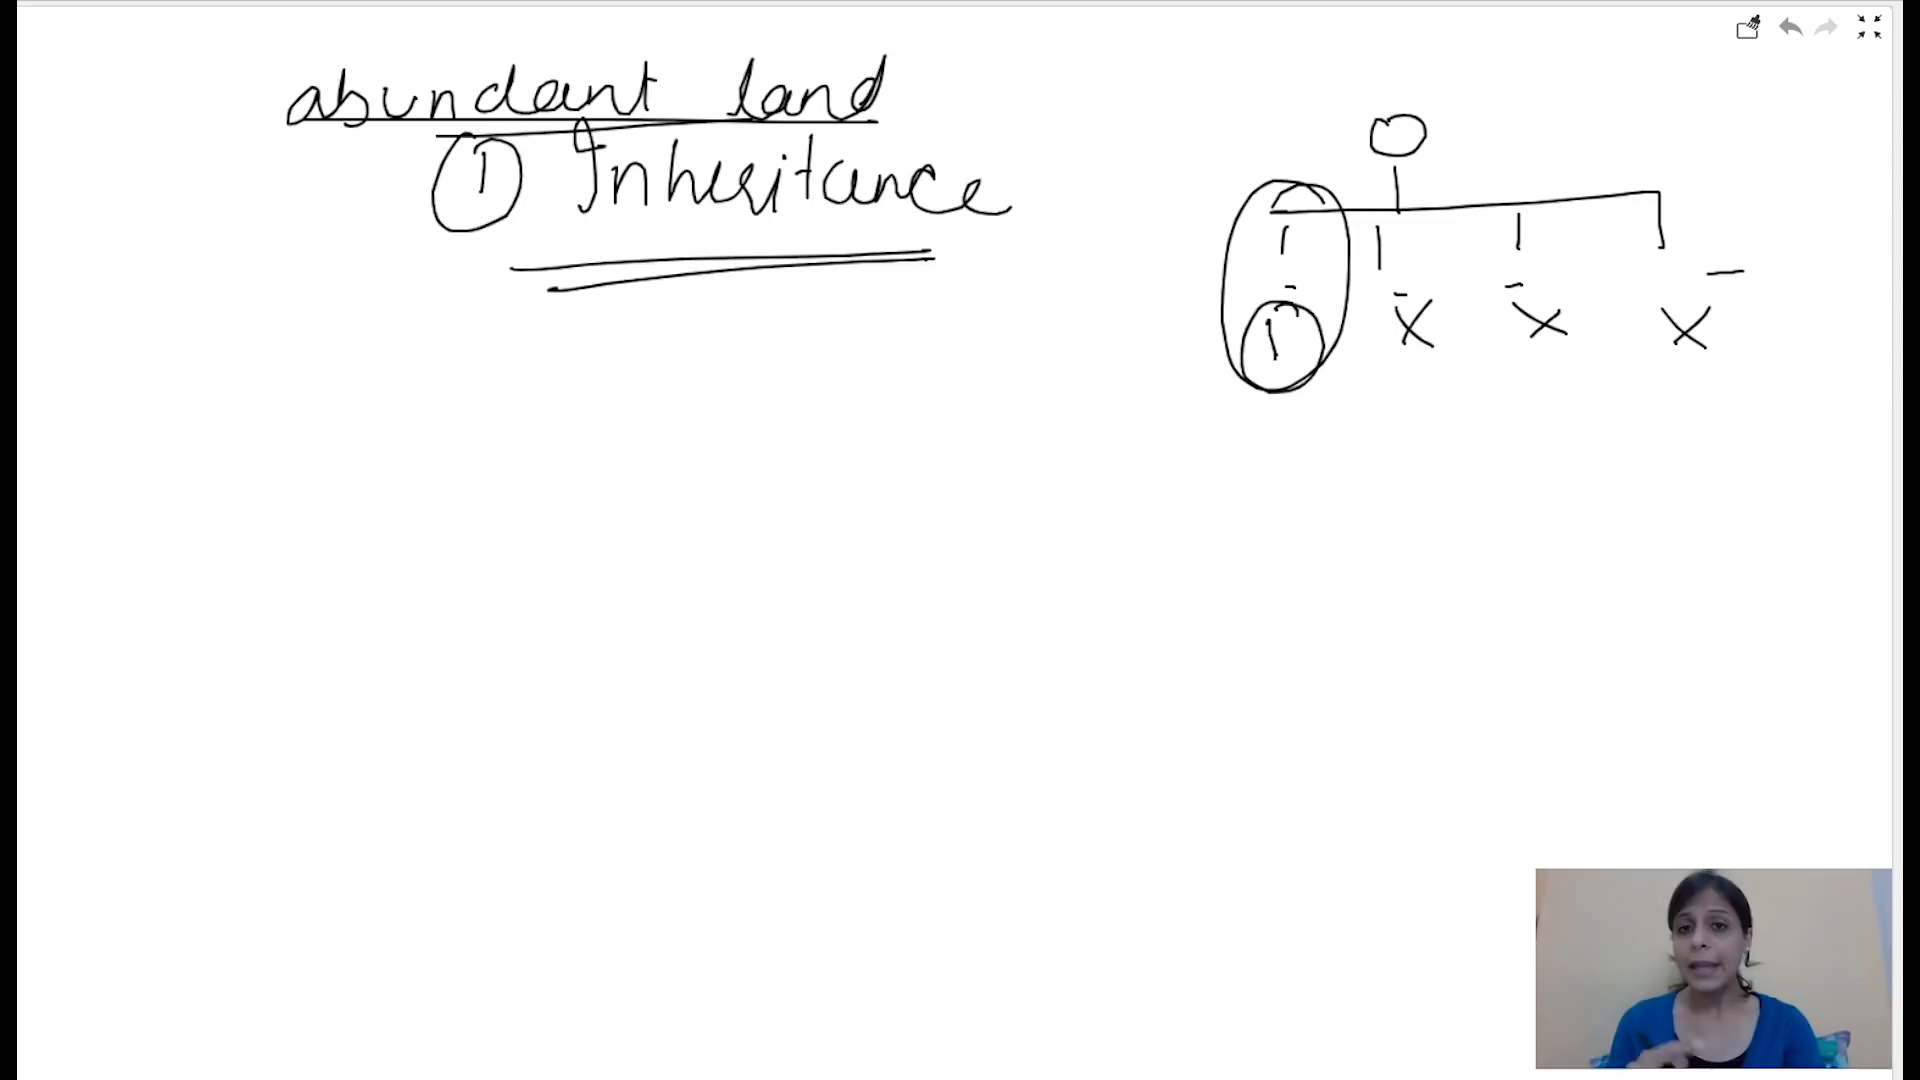 abundant land
① Inheritance
X X X